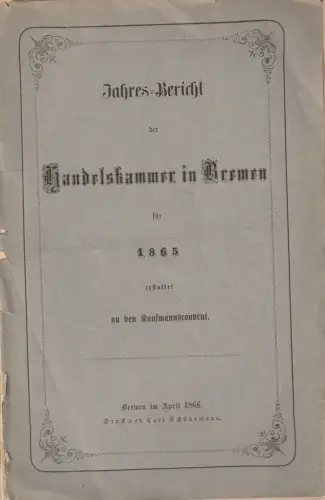 Jahres-Bericht
der
Handelskammer in Bremen
für
1865
erstattet
an den Kaufmannsconvent.
Bremen im April 1866.
Druck von Carl Schünemann.